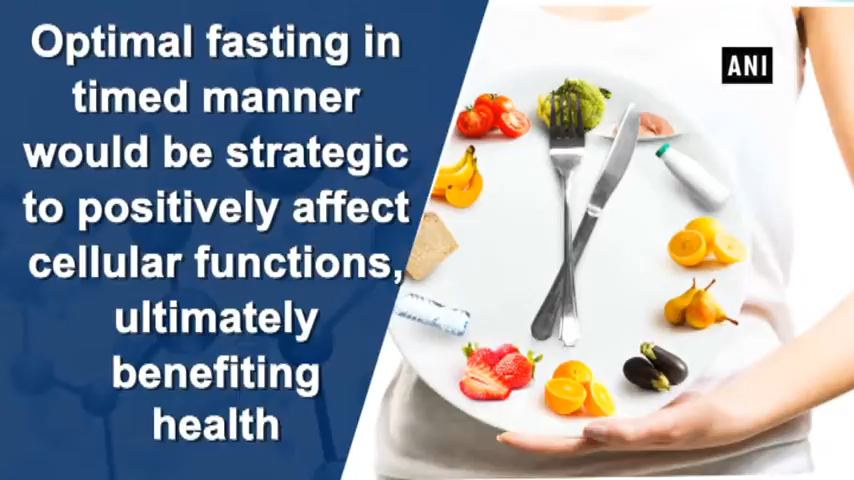 Optimal fasting in
timed manner
would be strategic
to positively affect
cellular functions,
ultimately
benefiting
health
ANI